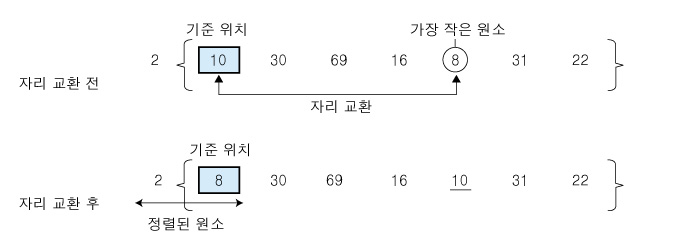 기준 위치 가장 작은 원소
2 10 30 69 16 8 31 22
자리 교환 전
자리 교환
기준 위치
2 8 30 69 16 10 31 22
자리 교환 후
정렬된 원소